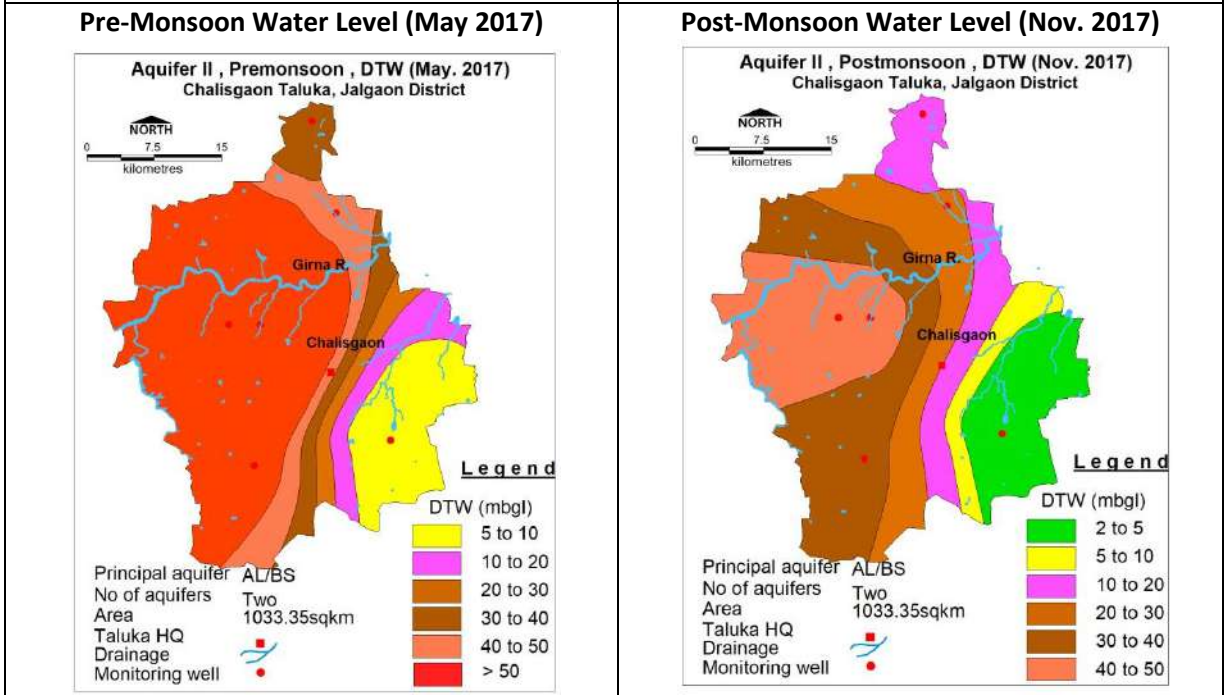 Pre-Monsoon Water Level (May 2017)
Aquifer II , Premonsoon , DTW (May. 2017)
Chalisgaon Taluka, Jalgaon District
NORTH
0 7.5 15
kilometres
Girna R.
Chalisgaon
Legend
DTW (mbgl)
5 to 10
10 to 20
20 to 30
30 to 40
40 to 50
> 50
Principal aquifer AL/BS
No of aquifers Two
Area 1033.35sqkm
Taluka HQ
Drainage
Monitoring well
Post-Monsoon Water Level (Nov. 2017)
Aquifer II , Postmonsoon , DTW (Nov. 2017)
Chalisgaon Taluka, Jalgaon District
NORTH
0 7.5 15
kilometres
Girna R.
Chalisgaon
Legend
DTW (mbgl)
2 to 5
5 to 10
10 to 20
20 to 30
30 to 40
40 to 50
Principal aquifer AL/BS
No of aquifers Two
Area 1033.35sqkm
Taluka HQ
Drainage
Monitoring well